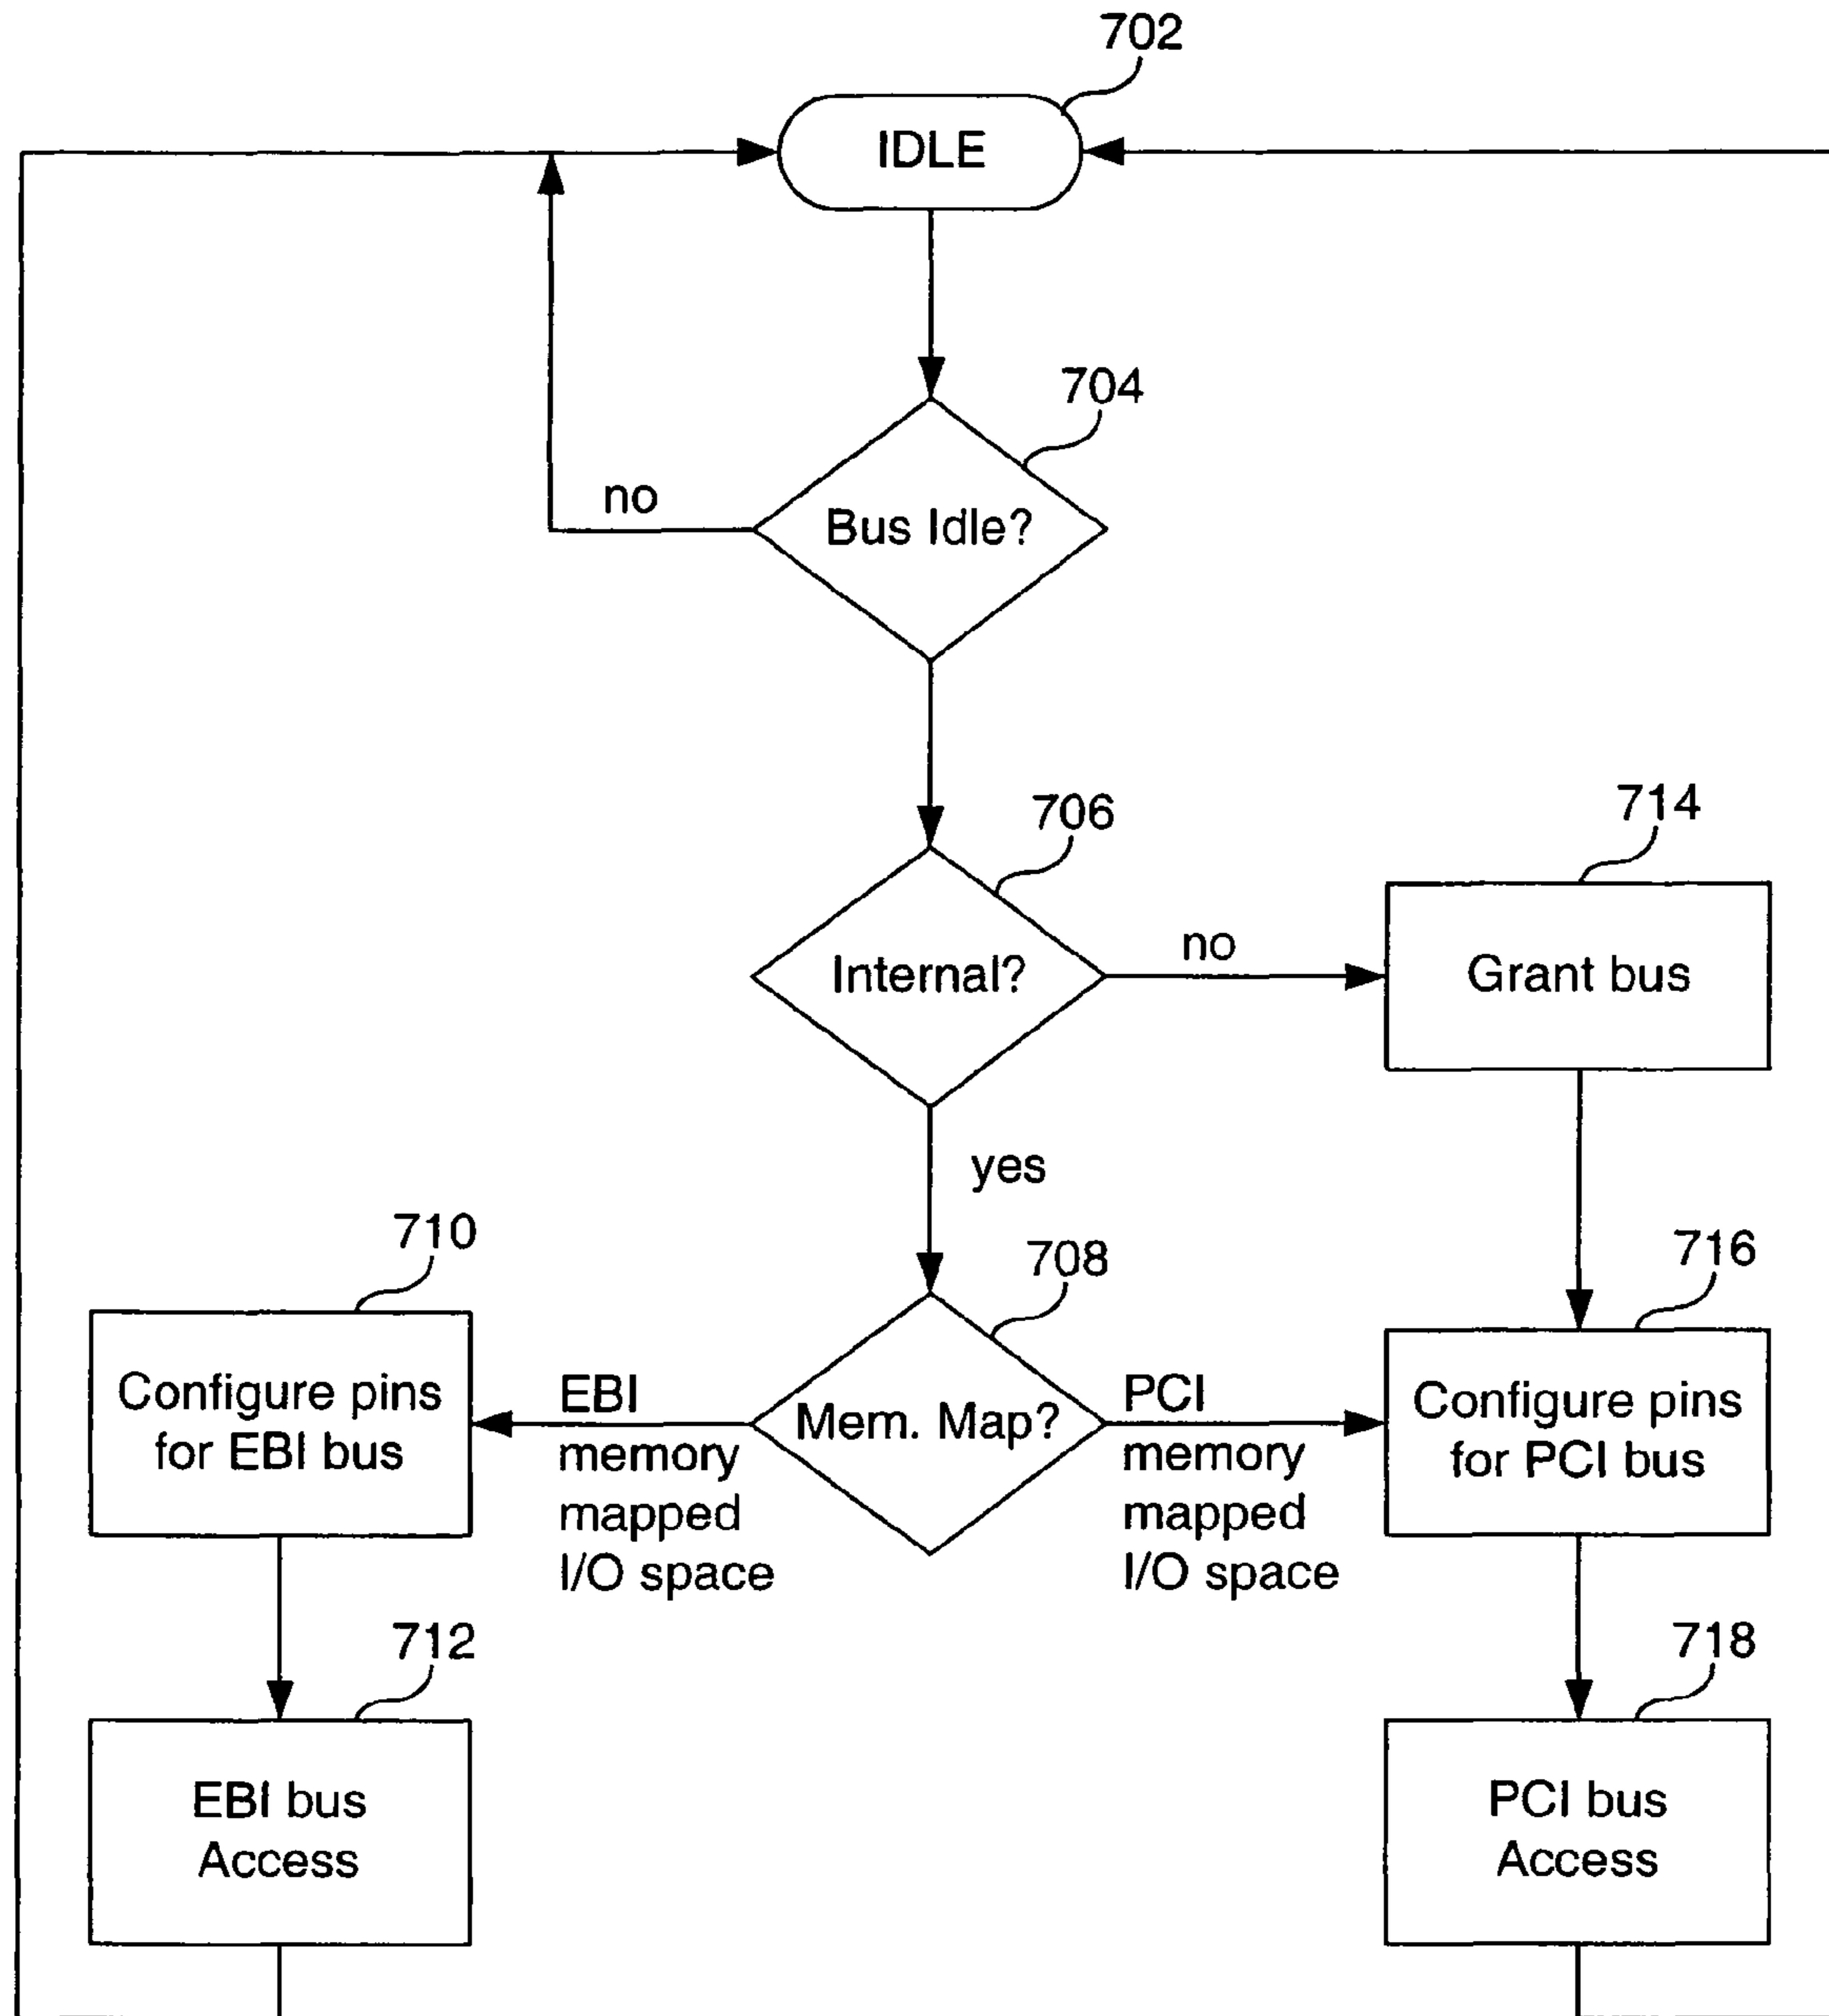 702
IDLE
704
no
Bus Idle?
706
714
Internal?
no
Grant bus
yes
710
708
716
Configure pins
for EBI bus
EBI
memory
mapped
I/O space
Mem. Map?
PCI
memory
mapped
I/O space
Configure pins
for PCI bus
712
718
EBI bus
Access
PCI bus
Access